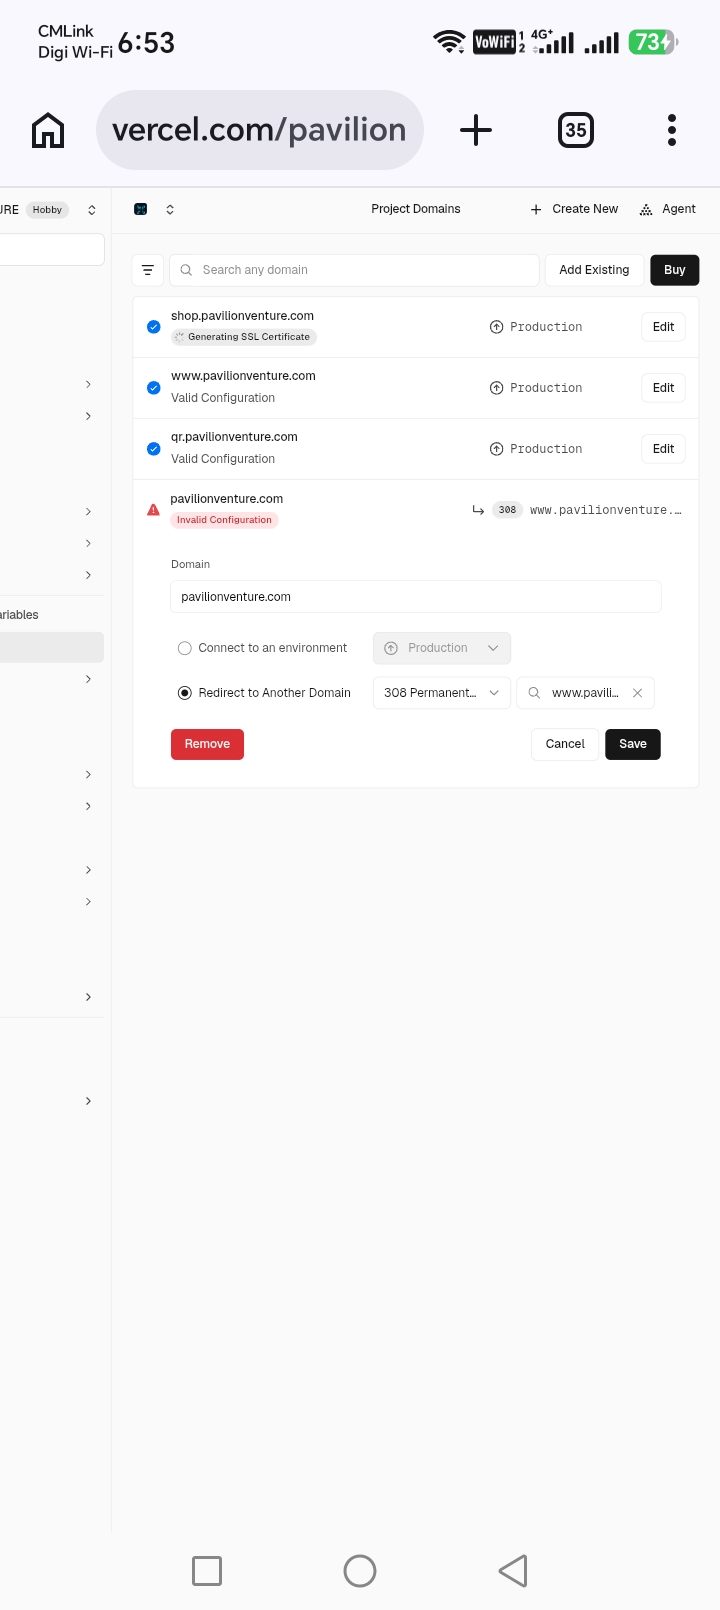 CMLink
Digi Wi-Fi
6:53
VoWiFi 1 2
4G+
73
vercel.com/pavilion
35
URE
Hobby
Project Domains
Create New
Agent
Search any domain
Add Existing
Buy
shop.pavilionventure.com
Generating SSL Certificate
Production
Edit
www.pavilionventure.com
Valid Configuration
Production
Edit
qr.pavilionventure.com
Valid Configuration
Production
Edit
pavilionventure.com
Invalid Configuration
308
www.pavilionventure.…
Domain
pavilionventure.com
ariables
Connect to an environment
Production
Redirect to Another Domain
308 Permanent…
www.pavili…
Remove
Cancel
Save